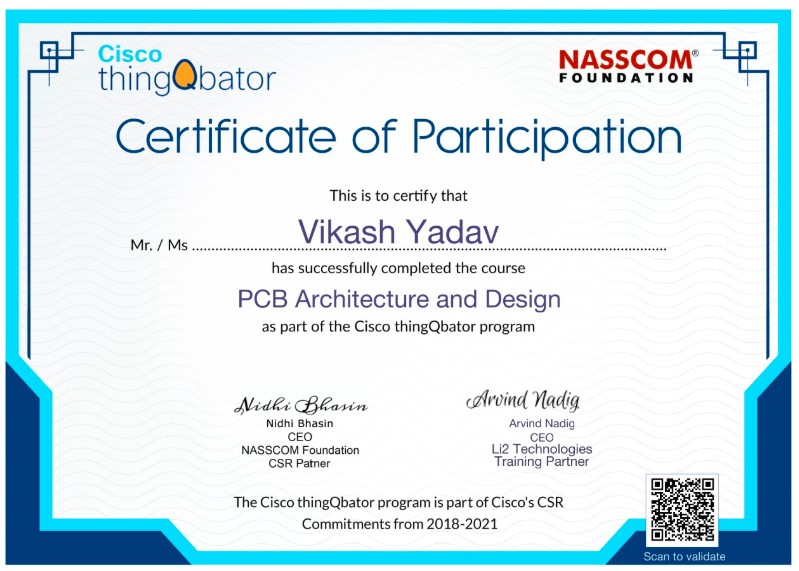 Cisco
thingQbator
NASSCOM®
FOUNDATION
Certificate of Participation
This is to certify that
Mr. / Ms ........ Vikash Yadav ........
has successfully completed the course
PCB Architecture and Design
as part of the Cisco thingQbator program
Nidhi Bhasin
Nidhi Bhasin
CEO
NASSCOM Foundation
CSR Patner
Arvind Nadig
Arvind Nadig
CEO
Li2 Technologies
Training Partner
The Cisco thingQbator program is part of Cisco's CSR
Commitments from 2018-2021
Scan to validate